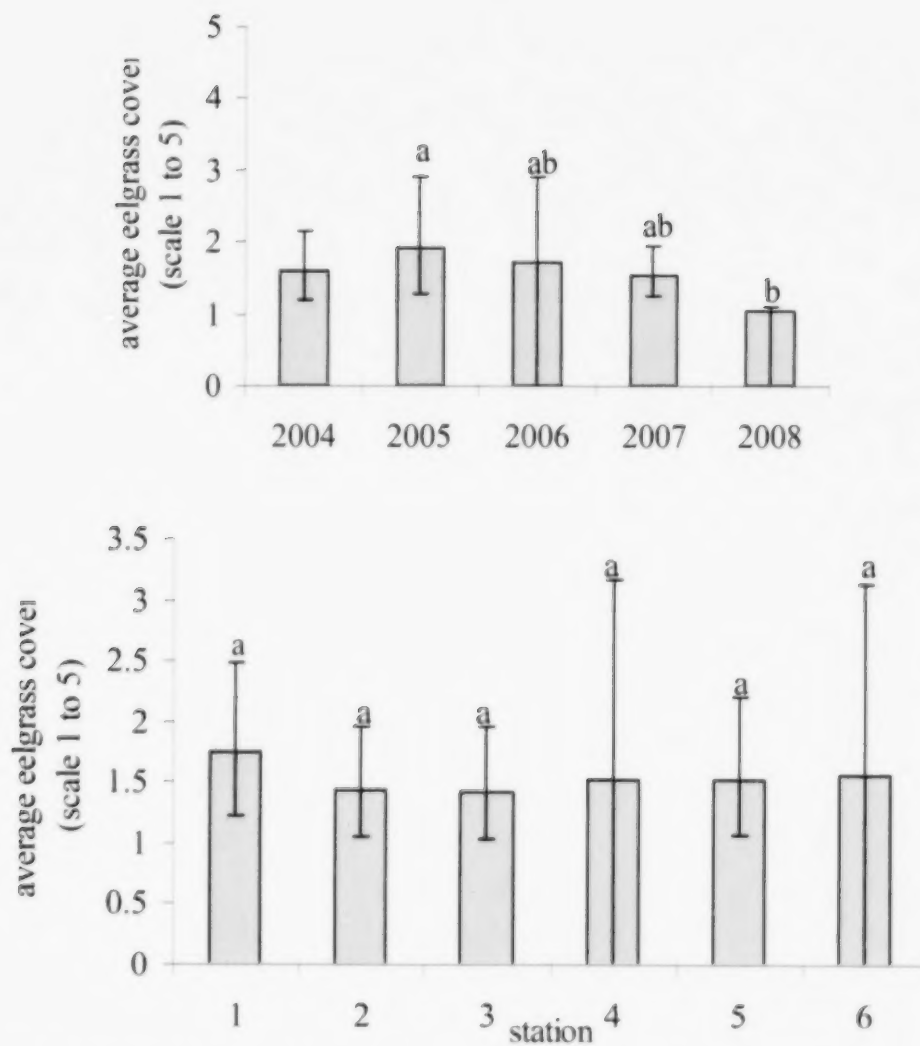 average eelgrass cover
(scale 1 to 5)
5
4
3
2
1
0
a
ab
ab
b
2004 2005 2006 2007 2008
average eelgrass cover
(scale 1 to 5)
3.5
3
2.5
2
1.5
1
0.5
0
a
a
a
a
a
a
1 2 3 4 5 6
station